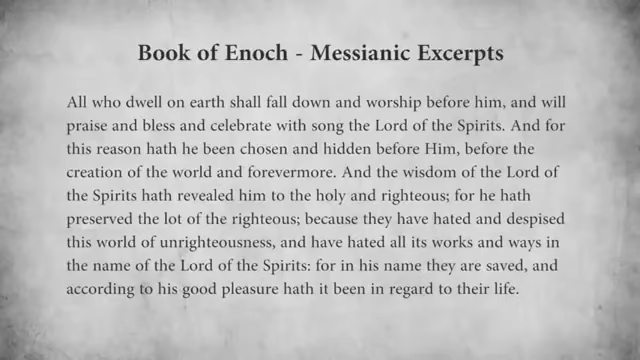 Book of Enoch - Messianic Excerpts
All who dwell on earth shall fall down and worship before him, and will
praise and bless and celebrate with song the Lord of the Spirits. And for
this reason hath he been chosen and hidden before Him, before the
creation of the world and forevermore. And the wisdom of the Lord of
the Spirits hath revealed him to the holy and righteous; for he hath
preserved the lot of the righteous; because they have hated and despised
this world of unrighteousness, and have hated all its works and ways in
the name of the Lord of the Spirits: for in his name they are saved, and
according to his good pleasure hath it been in regard to their life.